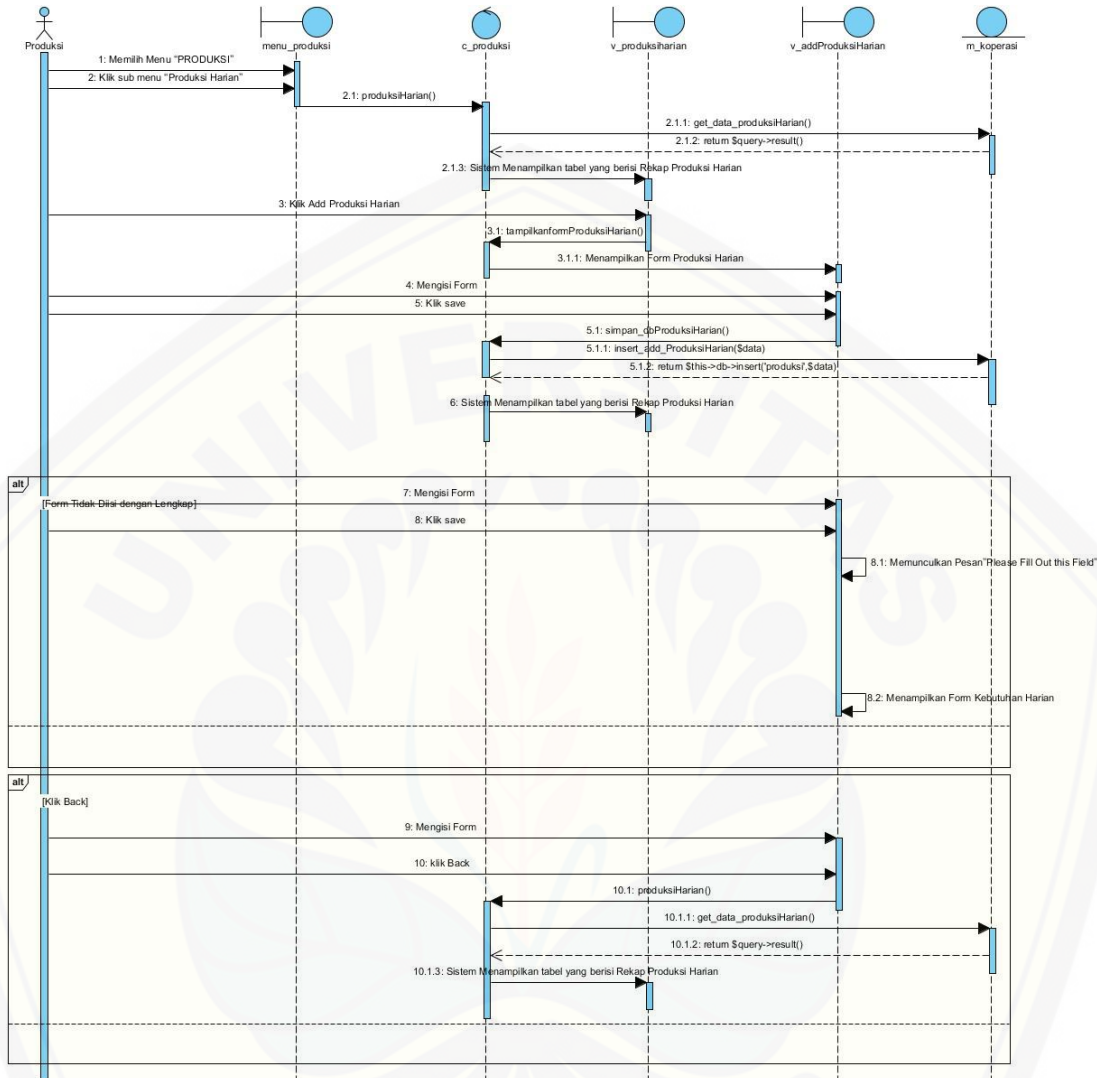 Produksi
menu_produksi
c_produksi
v_produksiharian
v_addProduksiHarian
m_koperasi
1: Memilih Menu "PRODUKSI"
2: Klik sub menu "Produksi Harian"
2.1: produksiHarian()
2.1.1: get_data_produksiHarian()
2.1.2: return $query->result()
2.1.3: Sistem Menampilkan tabel yang berisi Rekap Produksi Harian
3: Klik Add Produksi Harian
3.1: tampilkanformProduksiHarian()
3.1.1: Menampilkan Form Produksi Harian
4: Mengisi Form
5: Klik save
5.1: simpan_dbProduksiHarian()
5.1.1: insert_add_ProduksiHarian($data)
5.1.2: return $this->db->insert('produksi',$data)
6: Sistem Menampilkan tabel yang berisi Rekap Produksi Harian
alt
7: Mengisi Form
[Form Tidak Diisi dengan Lengkap]
8: Klik save
8.1: Memunculkan Pesan"Please Fill Out this Field"
8.2: Menampilkan Form Kebutuhan Harian
alt
[Klik Back]
9: Mengisi Form
10: klik Back
10.1: produksiHarian()
10.1.1: get_data_produksiHarian()
10.1.2: return $query->result()
10.1.3: Sistem Menampilkan tabel yang berisi Rekap Produksi Harian
UNIVERSITAS